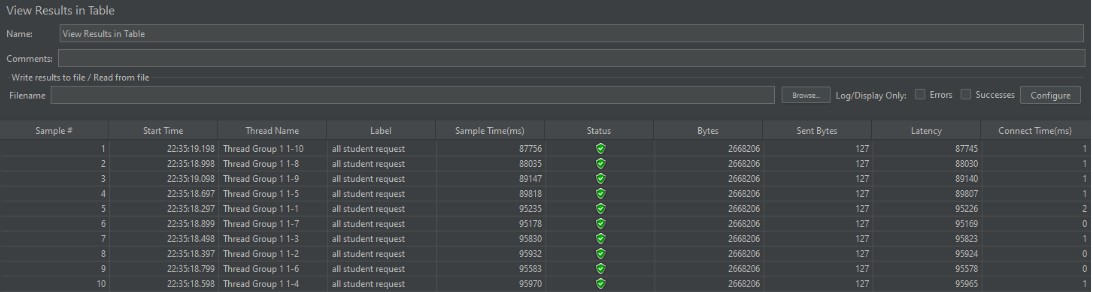 View Results in Table
Name: View Results in Table
Comments:
Write results to file / Read from file
Filename Browse... Log/Display Only: Errors Successes Configure
Sample # Start Time Thread Name Label Sample Time(ms) Status Bytes Sent Bytes Latency Connect Time(ms)
1 22:35:19.198 Thread Group 1 1-10 all student request 87756 2668206 127 87745 1
2 22:35:18.998 Thread Group 1 1-8 all student request 88035 2668206 127 88030 1
3 22:35:19.098 Thread Group 1 1-9 all student request 89147 2668206 127 89140 1
4 22:35:18.697 Thread Group 1 1-5 all student request 89818 2668206 127 89807 1
5 22:35:18.297 Thread Group 1 1-1 all student request 95235 2668206 127 95226 2
6 22:35:18.899 Thread Group 1 1-7 all student request 95178 2668206 127 95169 0
7 22:35:18.498 Thread Group 1 1-3 all student request 95830 2668206 127 95823 1
8 22:35:18.397 Thread Group 1 1-2 all student request 95932 2668206 127 95924 0
9 22:35:18.799 Thread Group 1 1-6 all student request 95583 2668206 127 95578 0
10 22:35:18.598 Thread Group 1 1-4 all student request 95970 2668206 127 95965 1